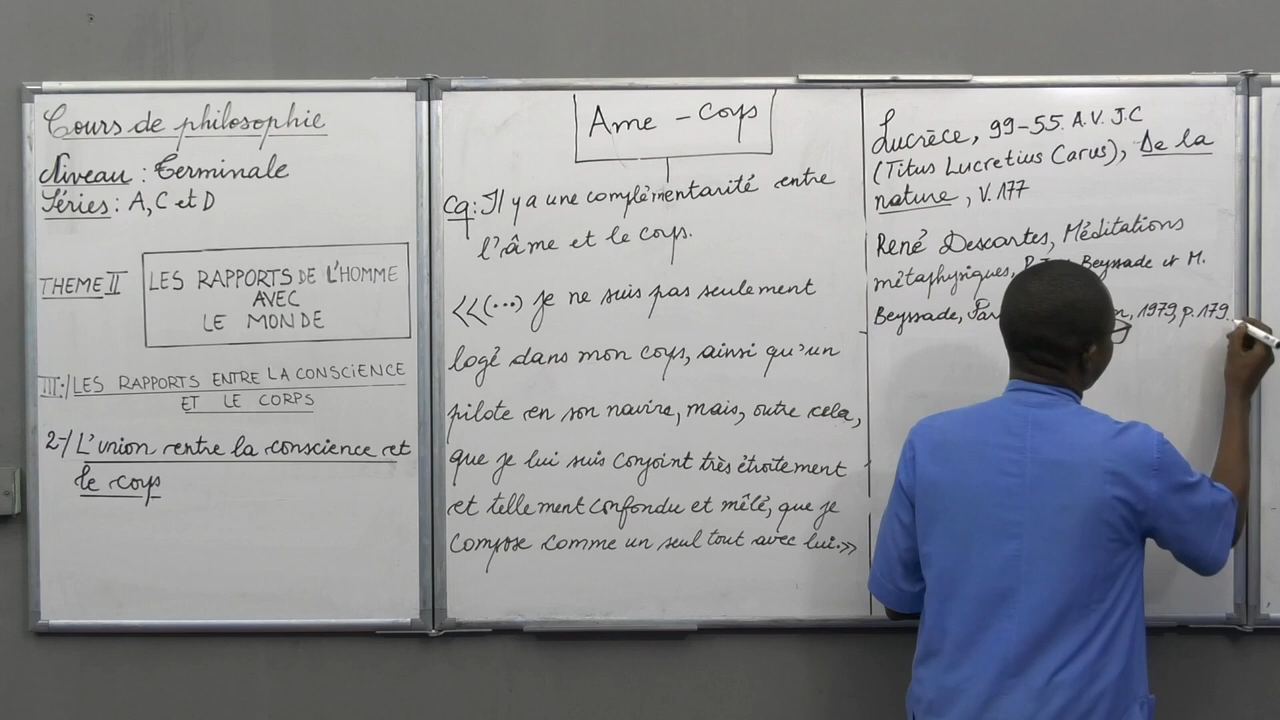 Cours de philosophie
Niveau : Terminale
Séries : A, C et D
THEME II
LES RAPPORTS DE L'HOMME
AVEC
LE MONDE
III-/ LES RAPPORTS ENTRE LA CONSCIENCE
ET LE CORPS
2-/ L'union entre la conscience et
le corps
Ame - Corps
Cq : Il y a une complémentarité entre
l'âme et le corps.
<<(...) je ne suis pas seulement
logé dans mon corps, ainsi qu'un
pilote en son navire, mais, outre cela,
que je lui suis conjoint très étroitement
et tellement confondu et mêlé, que je
compose comme un seul tout avec lui.>>
Lucrèce, 99-55. A.V. J.C
(Titus Lucretius Carus), De la
nature, V. 177
René Descartes, Méditations
métaphysiques, Beyssade et M.
Beyssade, 1979, p.179.